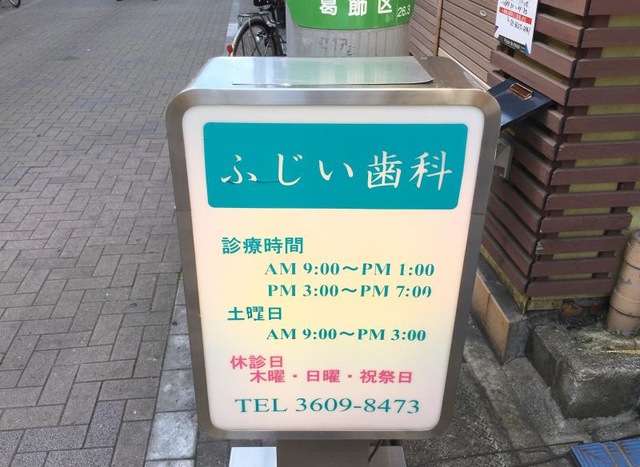 葛飾区
26.3
ふじい歯科
診療時間
AM 9:00～PM 1:00
PM 3:00～PM 7:00
土曜日
AM 9:00～PM 3:00
休診日
木曜・日曜・祝祭日
TEL 3609-8473